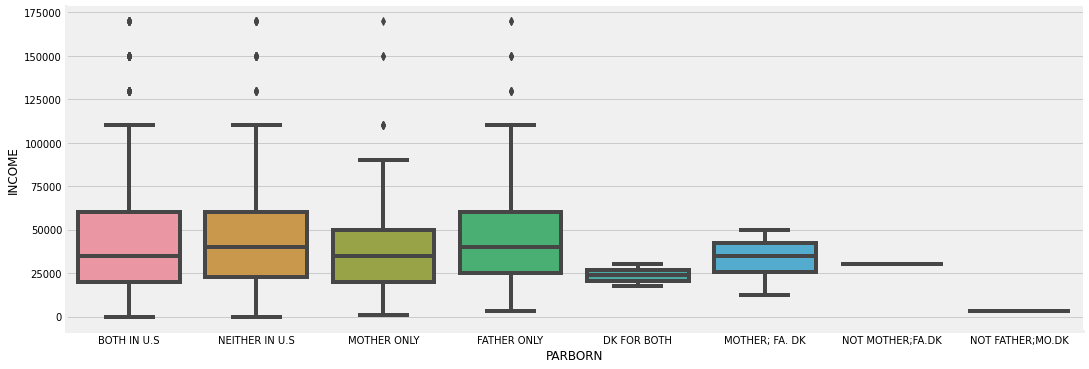 175000
150000
125000
100000
75000
50000
25000
0
INCOME
BOTH IN U.S
NEITHER IN U.S
MOTHER ONLY
FATHER ONLY
DK FOR BOTH
MOTHER; FA. DK
NOT MOTHER;FA.DK
NOT FATHER;MO.DK
PARBORN